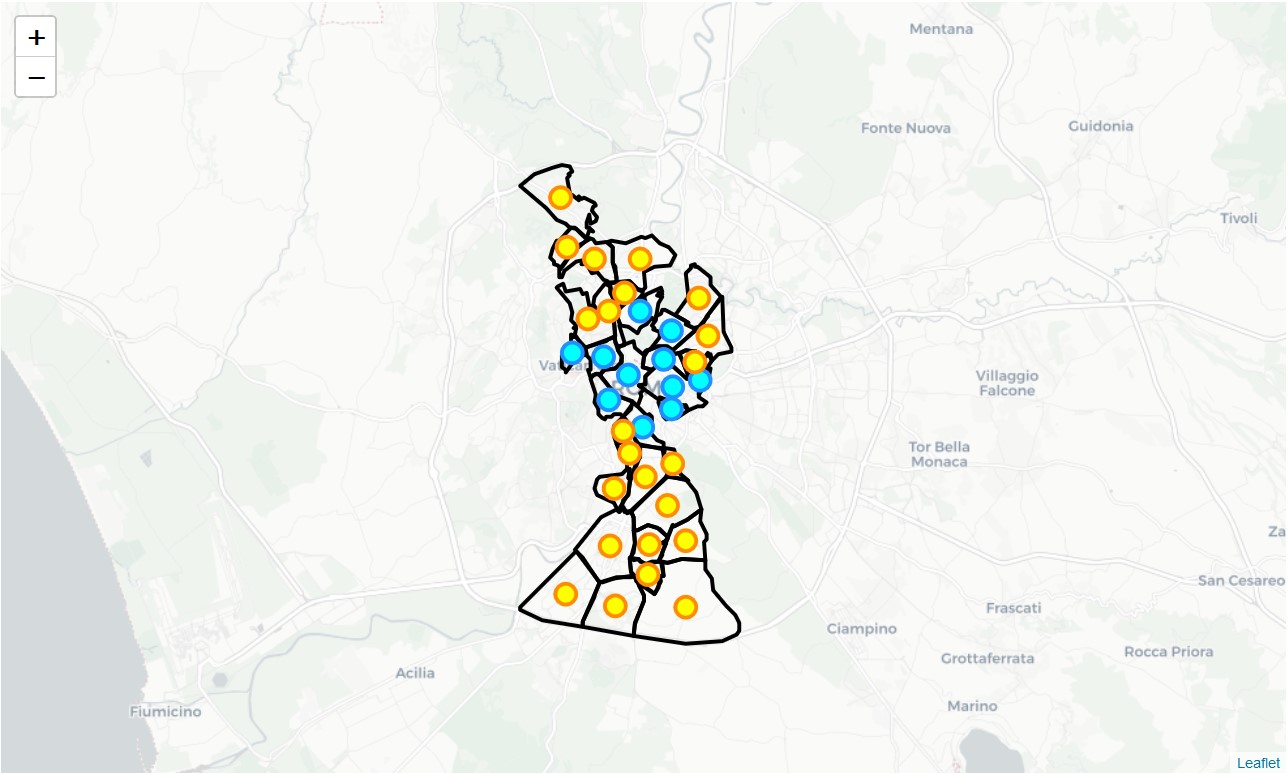 +
−
Mentana
Fonte Nuova
Guidonia
Tivoli
Villaggio
Falcone
Tor Bella
Monaca
Za
San Cesareo
Frascati
Ciampino
Grottaferrata
Rocca Priora
Acilia
Marino
Fiumicino
Leaflet